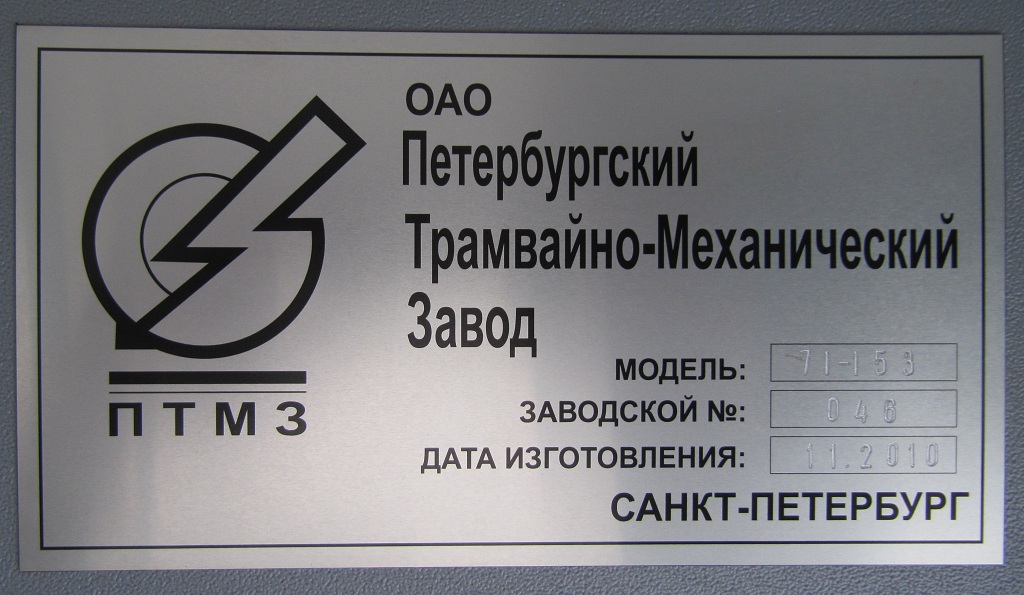 ОАО
Петербургский
Трамвайно-Механический
Завод
ПТМЗ
МОДЕЛЬ: 71-153
ЗАВОДСКОЙ №: 046
ДАТА ИЗГОТОВЛЕНИЯ: 11.2010
САНКТ-ПЕТЕРБУРГ